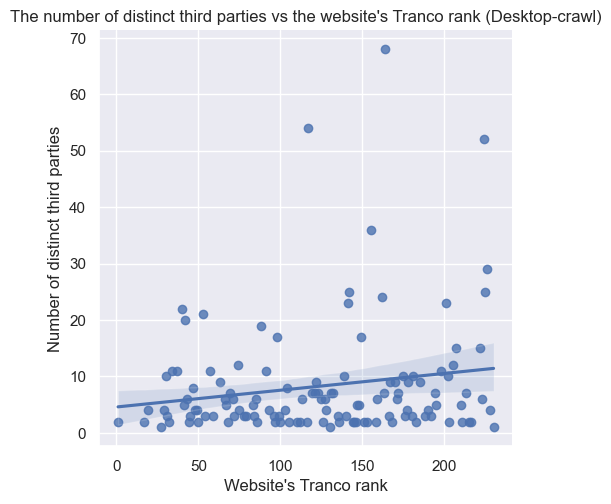 The number of distinct third parties vs the website's Tranco rank (Desktop-crawl)
70
60
50
40
30
20
10
0
Number of distinct third parties
0 50 100 150 200
Website's Tranco rank